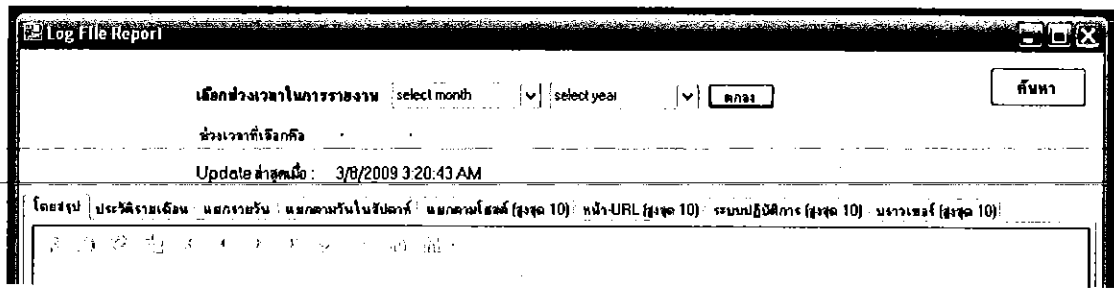 Log File Report
เลือกช่วงเวลาในการรายงาน select month select year ตกลง ค้นหา
ช่วงเวลาที่เลือกคือ - -
Update ล่าสุดเมื่อ : 3/8/2009 3:20:43 AM
โดยสรุป ประวัติรายเดือน แยกรายวัน แยกตามวันในสัปดาห์ แยกตามโฮสต์ (สูงสุด 10) หน้า-URL (สูงสุด 10) ระบบปฏิบัติการ (สูงสุด 10) บราวเซอร์ (สูงสุด 10)